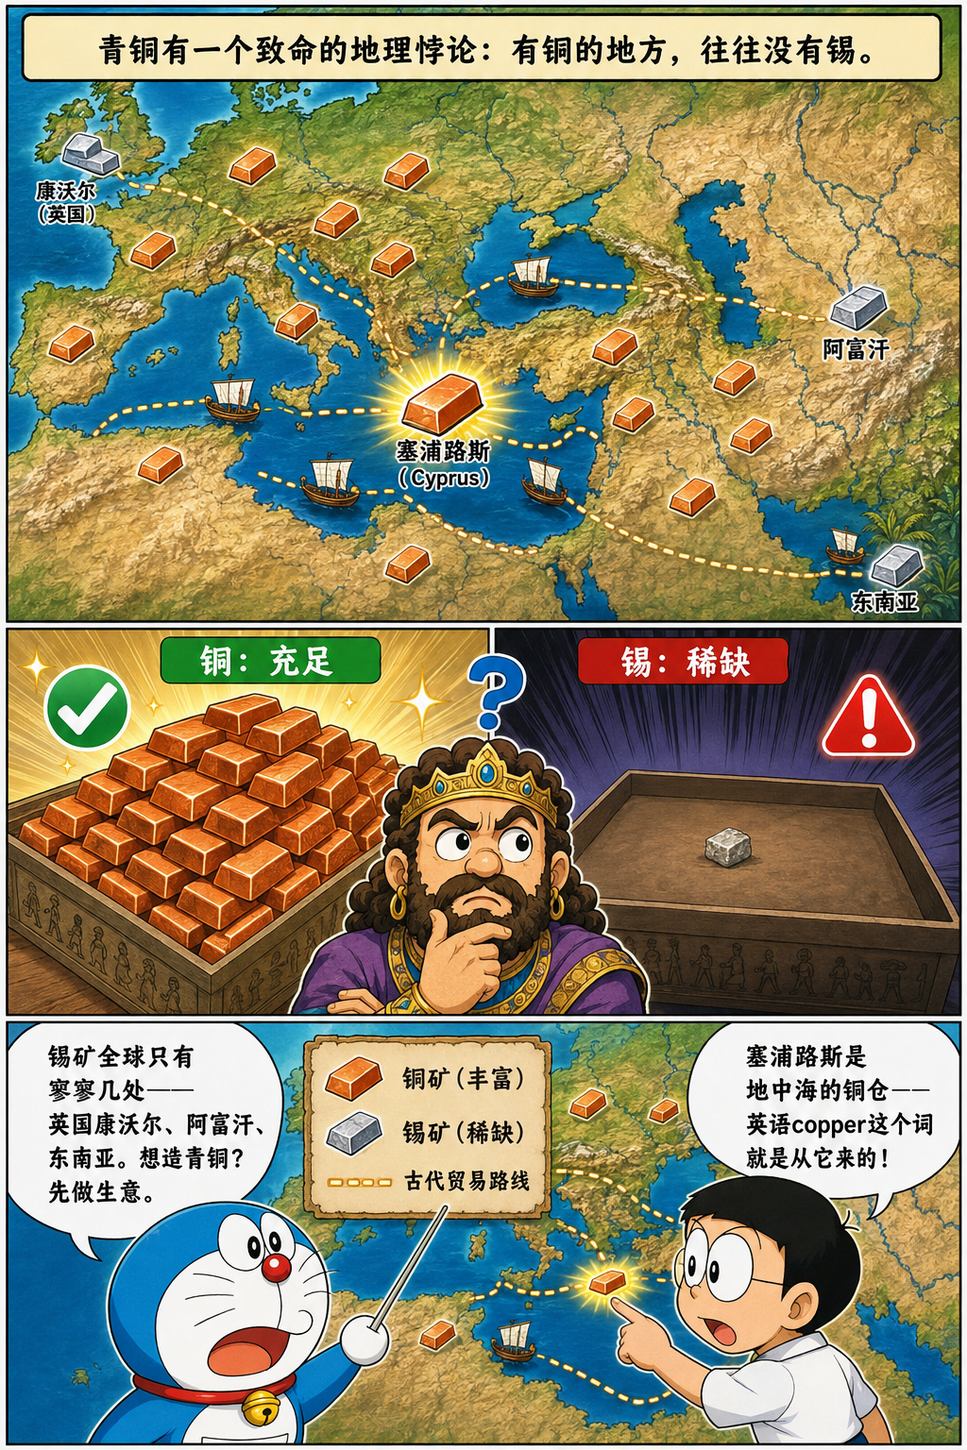 青铜有一个致命的地理悖论：有铜的地方，往往没有锡。
康沃尔
（英国）
阿富汗
塞浦路斯
（Cyprus）
东南亚
铜：充足
?
锡：稀缺
!
锡矿全球只有
寥寥几处——
英国康沃尔、阿富汗、
东南亚。想造青铜？
先做生意。
铜矿（丰富）
锡矿（稀缺）
古代贸易路线
塞浦路斯是
地中海的铜仓——
英语copper这个词
就是从它来的！